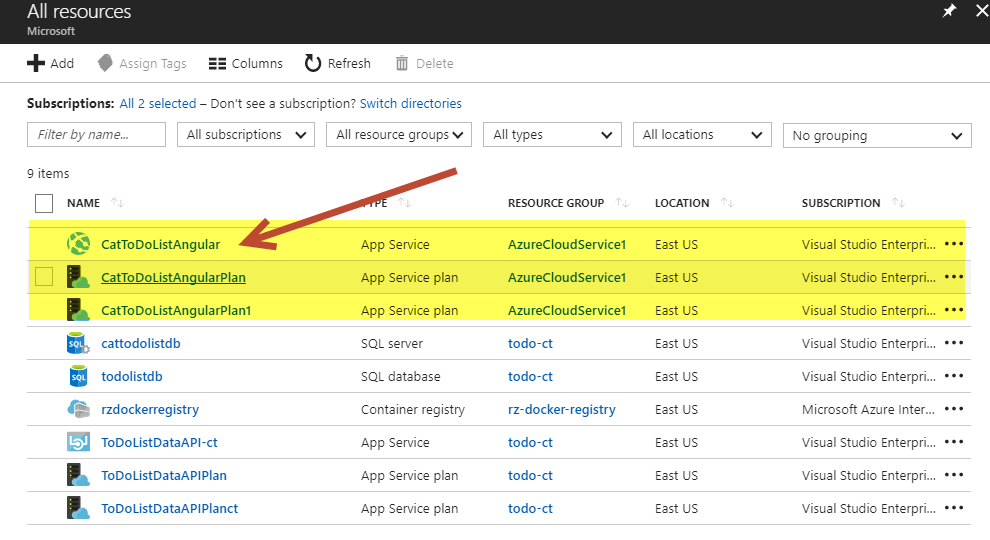 All resources
Microsoft
Add Assign Tags Columns Refresh Delete
Subscriptions: All 2 selected – Don't see a subscription? Switch directories
Filter by name... All subscriptions All resource groups All types All locations No grouping
9 items
NAME TYPE RESOURCE GROUP LOCATION SUBSCRIPTION
CatToDoListAngular App Service AzureCloudService1 East US Visual Studio Enterpri... •••
CatToDoListAngularPlan App Service plan AzureCloudService1 East US Visual Studio Enterpri... •••
CatToDoListAngularPlan1 App Service plan AzureCloudService1 East US Visual Studio Enterpri... •••
SQL cattodolistdb SQL server todo-ct East US Visual Studio Enterpri... •••
SQL todolistdb SQL database todo-ct East US Visual Studio Enterpri... •••
rzdockerregistry Container registry rz-docker-registry East US Microsoft Azure Inter... •••
ToDoListDataAPI-ct App Service todo-ct East US Visual Studio Enterpri... •••
ToDoListDataAPIPlan App Service plan todo-ct East US Visual Studio Enterpri... •••
ToDoListDataAPIPlanct App Service plan todo-ct East US Visual Studio Enterpri... •••